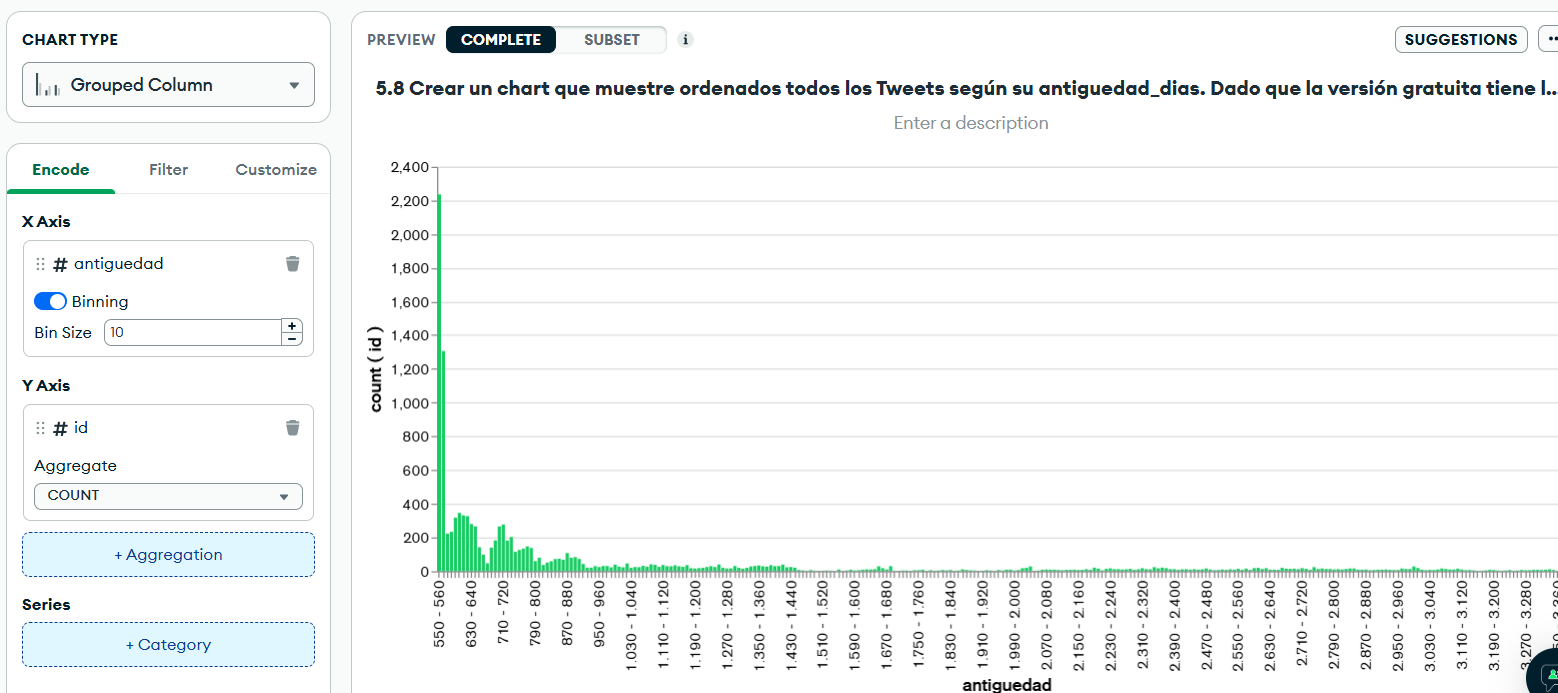 CHART TYPE
Grouped Column
Encode Filter Customize
X Axis
# antiguedad
Binning
Bin Size 10 + −
Y Axis
# id
Aggregate
COUNT
+ Aggregation
Series
+ Category
PREVIEW COMPLETE SUBSET i SUGGESTIONS
5.8 Crear un chart que muestre ordenados todos los Tweets según su antiguedad_dias. Dado que la versión gratuita tiene l...
Enter a description
count ( id )
2,400
2,200
2,000
1,800
1,600
1,400
1,200
1,000
800
600
400
200
0
550 - 560
630 - 640
710 - 720
790 - 800
870 - 880
950 - 960
1.030 - 1.040
1.110 - 1.120
1.190 - 1.200
1.270 - 1.280
1.350 - 1.360
1.430 - 1.440
1.510 - 1.520
1.590 - 1.600
1.670 - 1.680
1.750 - 1.760
1.830 - 1.840
1.910 - 1.920
1.990 - 2.000
2.070 - 2.080
2.150 - 2.160
2.230 - 2.240
2.310 - 2.320
2.390 - 2.400
2.470 - 2.480
2.550 - 2.560
2.630 - 2.640
2.710 - 2.720
2.790 - 2.800
2.870 - 2.880
2.950 - 2.960
3.030 - 3.040
3.110 - 3.120
3.190 - 3.200
3.270 - 3.280
antiguedad